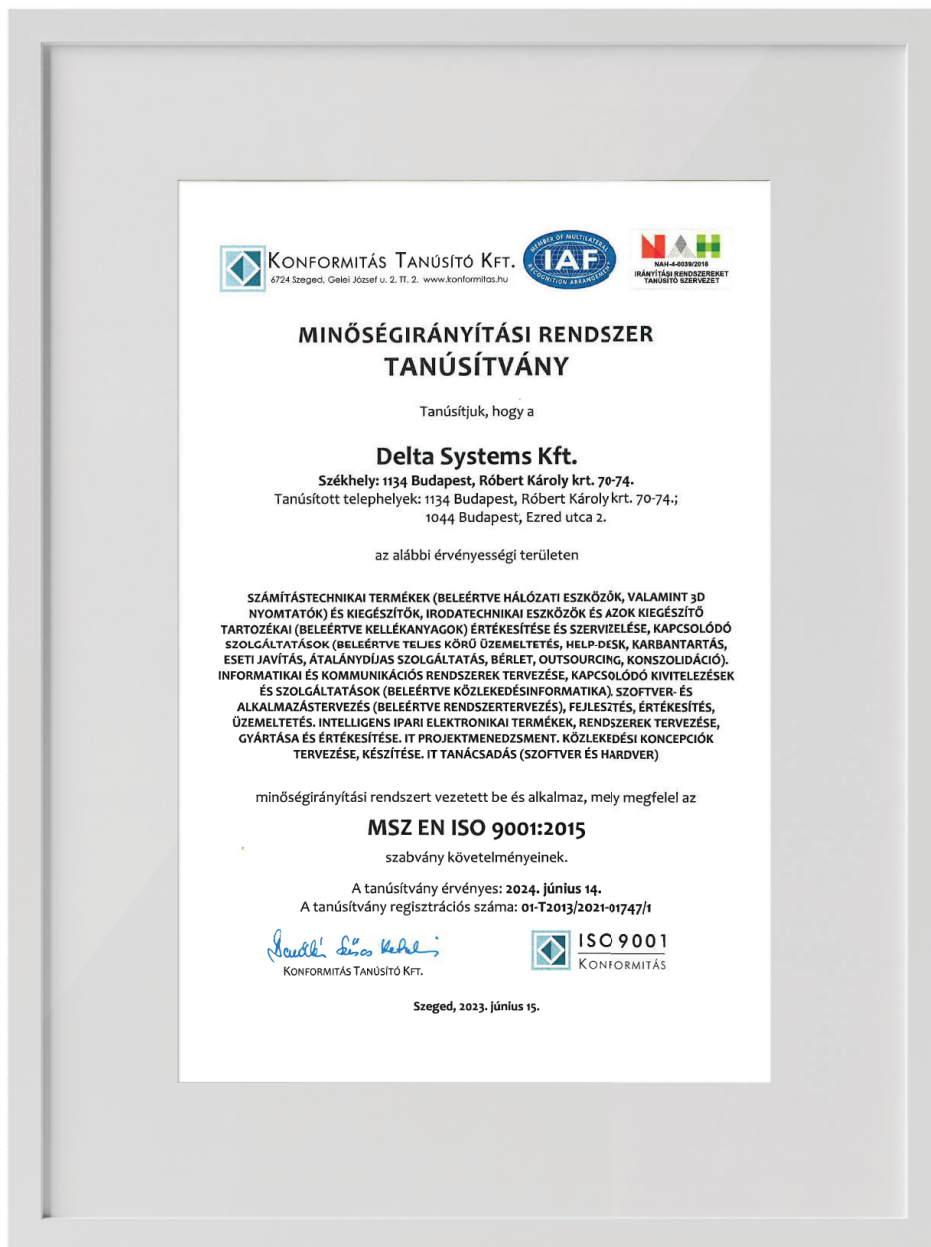 KONFORMITÁS TANÚSÍTÓ KFT.
6724 Szeged, Gelei József u. 2. TT. 2. www.konformitas.hu
MEMBER OF MULTILATERAL
IAF
RECOGNITION ARRANGEMENT
NAH
NAH-4-0039/2018
IRÁNYÍTÁSI RENDSZEREKET
TANÚSÍTÓ SZERVEZET
MINŐSÉGIRÁNYÍTÁSI RENDSZER
TANÚSÍTVÁNY
Tanúsítjuk, hogy a
Delta Systems Kft.
Székhely: 1134 Budapest, Róbert Károly krt. 70-74.
Tanúsított telephelyek: 1134 Budapest, Róbert Károly krt. 70-74.;
1044 Budapest, Ezred utca 2.
az alábbi érvényességi területen
SZÁMÍTÁSTECHNIKAI TERMÉKEK (BELEÉRTVE HÁLÓZATI ESZKÖZÖK, VALAMINT 3D
NYOMTATÓK) ÉS KIEGÉSZÍTŐK, IRODATECHNIKAI ESZKÖZÖK ÉS AZOK KIEGÉSZÍTŐ
TARTOZÉKAI (BELEÉRTVE KELLÉKANYAGOK) ÉRTÉKESÍTÉSE ÉS SZERVIZELÉSE, KAPCSOLÓDÓ
SZOLGÁLTATÁSOK (BELEÉRTVE TELJES KÖRŰ ÜZEMELTETÉS, HELP-DESK, KARBANTARTÁS,
ESETI JAVÍTÁS, ÁTALÁNYDÍJAS SZOLGÁLTATÁS, BÉRLET, OUTSOURCING, KONSZOLIDÁCIÓ).
INFORMATIKAI ÉS KOMMUNIKÁCIÓS RENDSZEREK TERVEZÉSE, KAPCSOLÓDÓ KIVITELEZÉSEK
ÉS SZOLGÁLTATÁSOK (BELEÉRTVE KÖZLEKEDÉSINFORMATIKA). SZOFTVER- ÉS
ALKALMAZÁSTERVEZÉS (BELEÉRTVE RENDSZERTERVEZÉS), FEJLESZTÉS, ÉRTÉKESÍTÉS,
ÜZEMELTETÉS. INTELLIGENS IPARI ELEKTRONIKAI TERMÉKEK, RENDSZEREK TERVEZÉSE,
GYÁRTÁSA ÉS ÉRTÉKESÍTÉSE. IT PROJEKTMENEDZSMENT. KÖZLEKEDÉSI KONCEPCIÓK
TERVEZÉSE, KÉSZÍTÉSE. IT TANÁCSADÁS (SZOFTVER ÉS HARDVER)
minőségirányítási rendszert vezetett be és alkalmaz, mely megfelel az
MSZ EN ISO 9001:2015
szabvány követelményeinek.
A tanúsítvány érvényes: 2024. június 14.
A tanúsítvány regisztrációs száma: 01-T2013/2021-01747/1
KONFORMITÁS TANÚSÍTÓ KFT.
ISO 9001
KONFORMITÁS
Szeged, 2023. június 15.